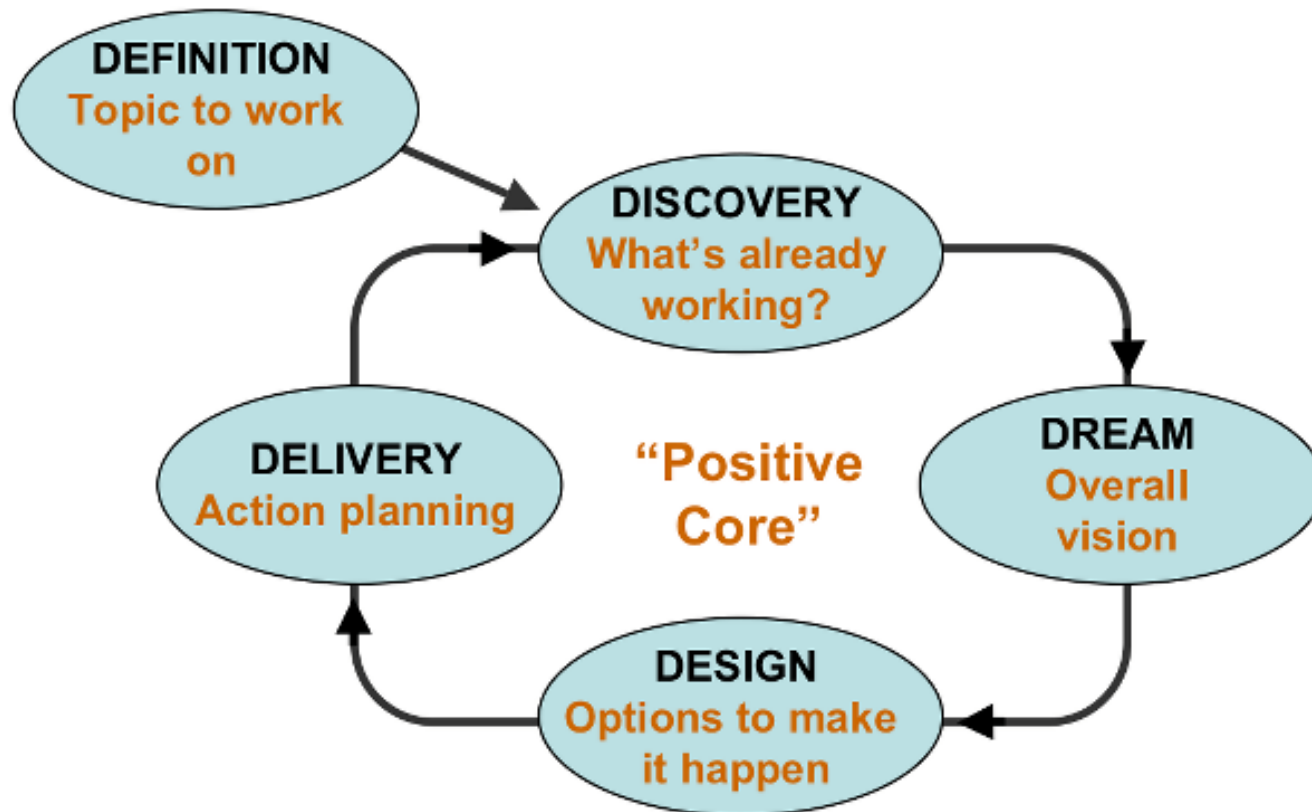 DEFINITION
Topic to work
on
DISCOVERY
What’s already
working?
DREAM
Overall
vision
DESIGN
Options to make
it happen
DELIVERY
Action planning
“Positive
Core”